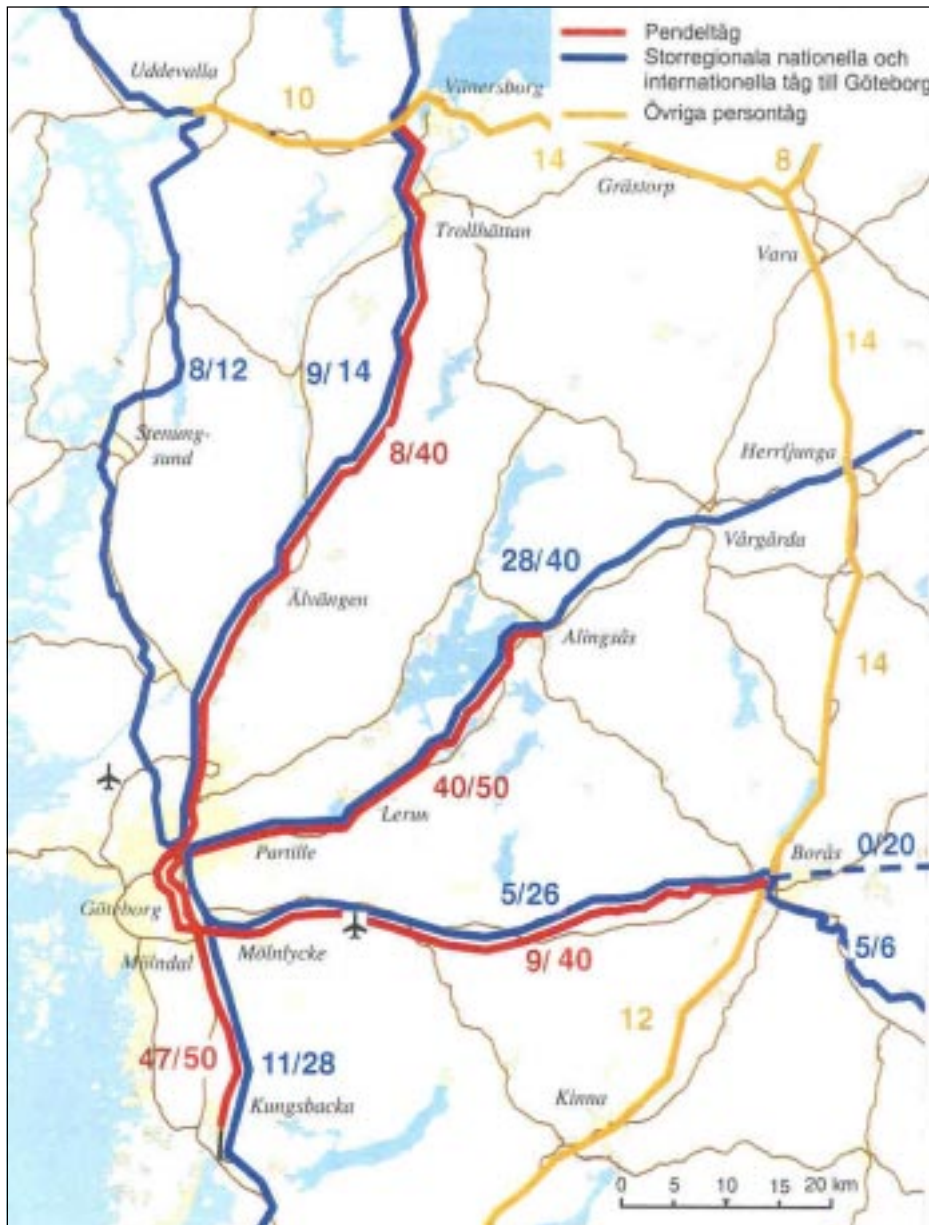 Pendeltåg
Storregionala nationella och
internationella tåg till Göteborg
Övriga persontåg
Uddevalla
10
Vänersborg
14
8
Grästorp
Trollhättan
Vara
8/12
9/14
14
Stenung-
sund
8/40
Herrljunga
Vårgårda
28/40
Älvängen
Alingsås
14
40/50
Lerum
Partille
Borås
0/20
5/26
Göteborg
Mölnlycke
Mölndal
9/40
5/6
12
47/50
11/28
Kungsbacka
Kinna
0 5 10 15 20 km